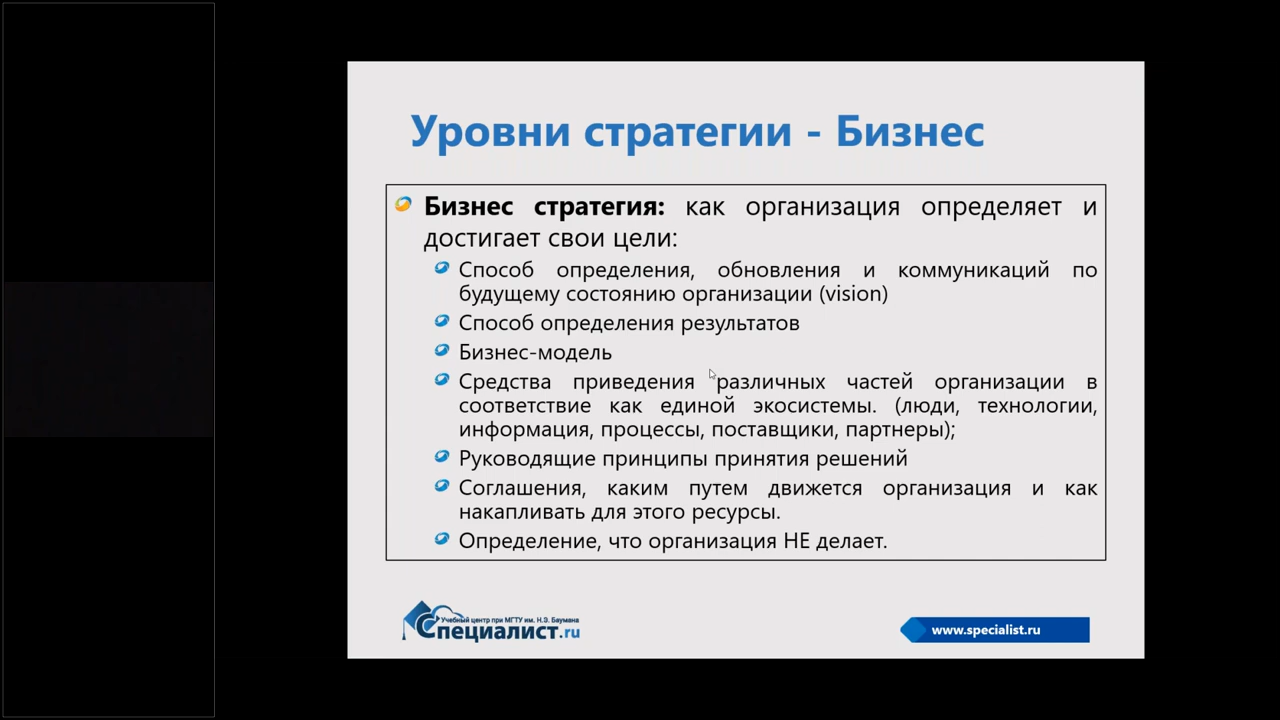 Уровни стратегии - Бизнес
Бизнес стратегия: как организация определяет и
достигает свои цели:
Способ определения, обновления и коммуникаций по
будущему состоянию организации (vision)
Способ определения результатов
Бизнес-модель
Средства приведения различных частей организации в
соответствие как единой экосистемы. (люди, технологии,
информация, процессы, поставщики, партнеры);
Руководящие принципы принятия решений
Соглашения, каким путем движется организация и как
накапливать для этого ресурсы.
Определение, что организация НЕ делает.
Учебный центр при МГТУ им. Н.Э. Баумана
Специалист.ru
www.specialist.ru